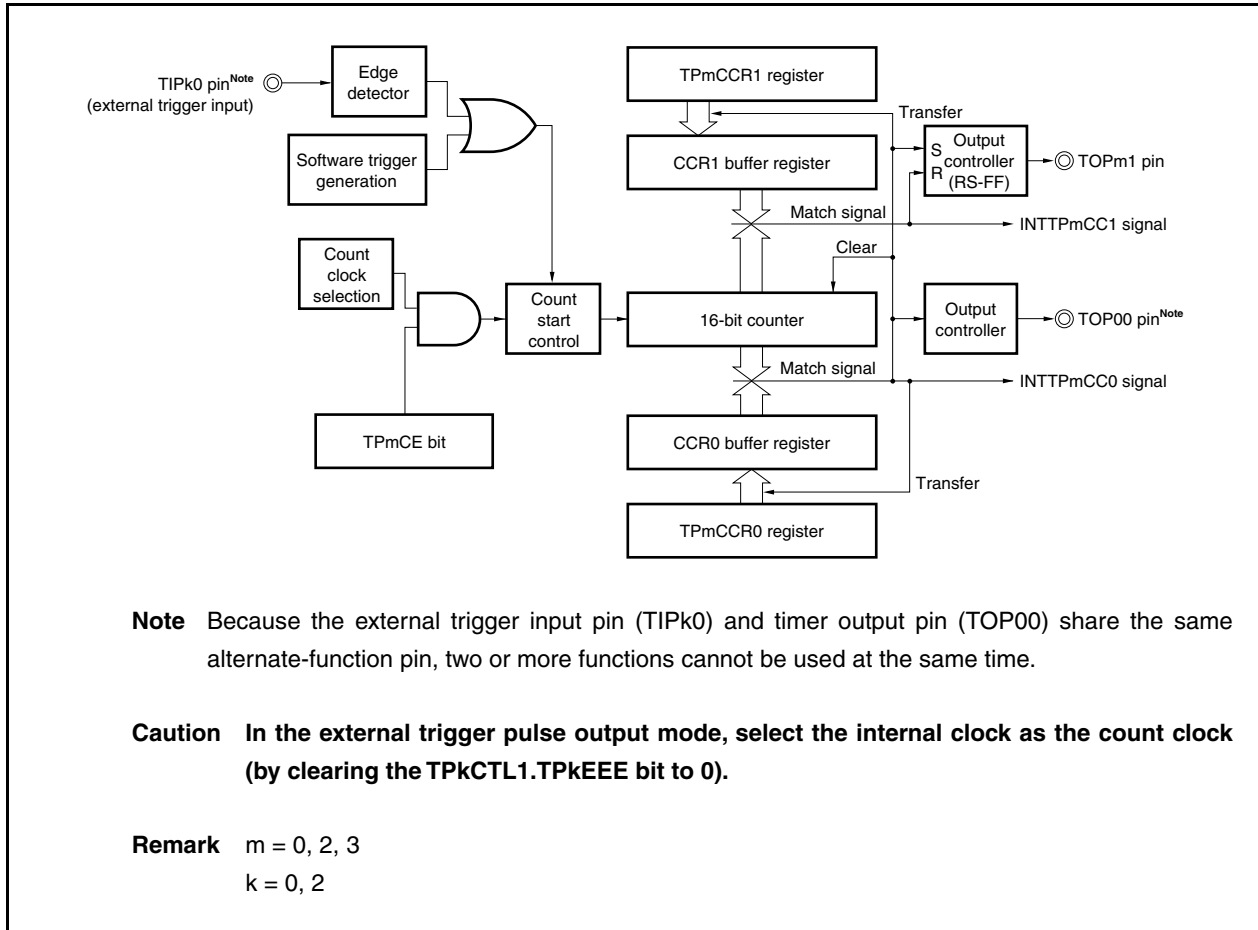 TIPk0 pinNote
(external trigger input)
Edge
detector
Software trigger
generation
Count
clock
selection
TPmCE bit
Count
start
control
TPmCCR1 register
Transfer
CCR1 buffer register
Match signal
S
R
Output
controller
(RS-FF)
TOPm1 pin
INTTPmCC1 signal
Clear
16-bit counter
Output
controller
TOP00 pinNote
Match signal
INTTPmCC0 signal
CCR0 buffer register
Transfer
TPmCCR0 register
Note Because the external trigger input pin (TIPk0) and timer output pin (TOP00) share the same
alternate-function pin, two or more functions cannot be used at the same time.
Caution In the external trigger pulse output mode, select the internal clock as the count clock
(by clearing the TPkCTL1.TPkEEE bit to 0).
Remark m = 0, 2, 3
k = 0, 2